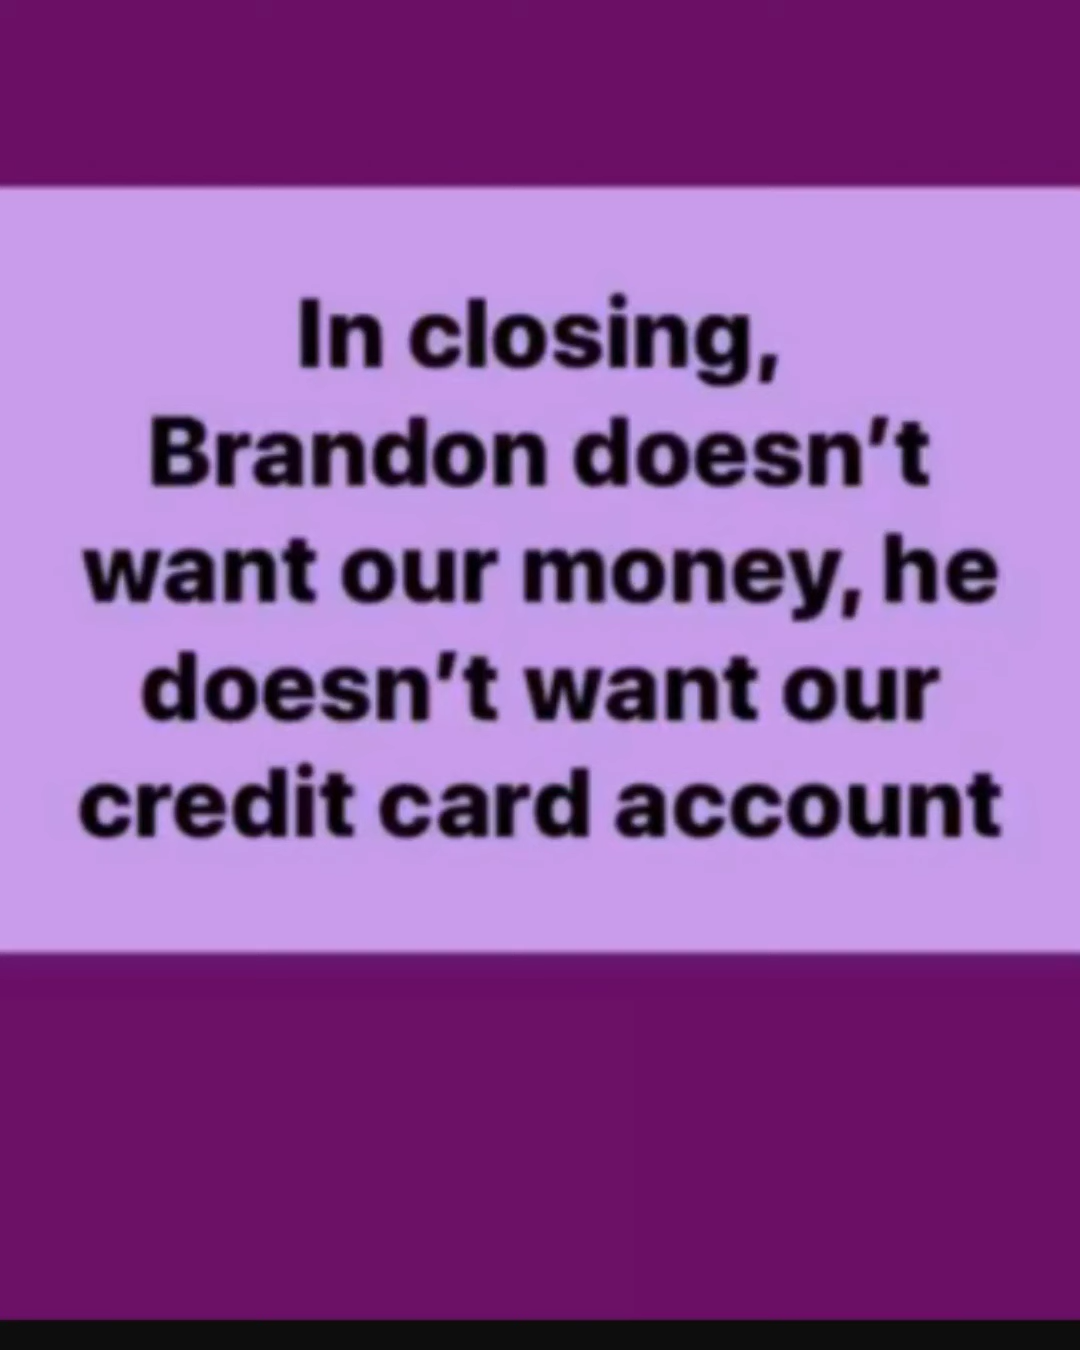 In closing,
Brandon doesn’t
want our money, he
doesn’t want our
credit card account